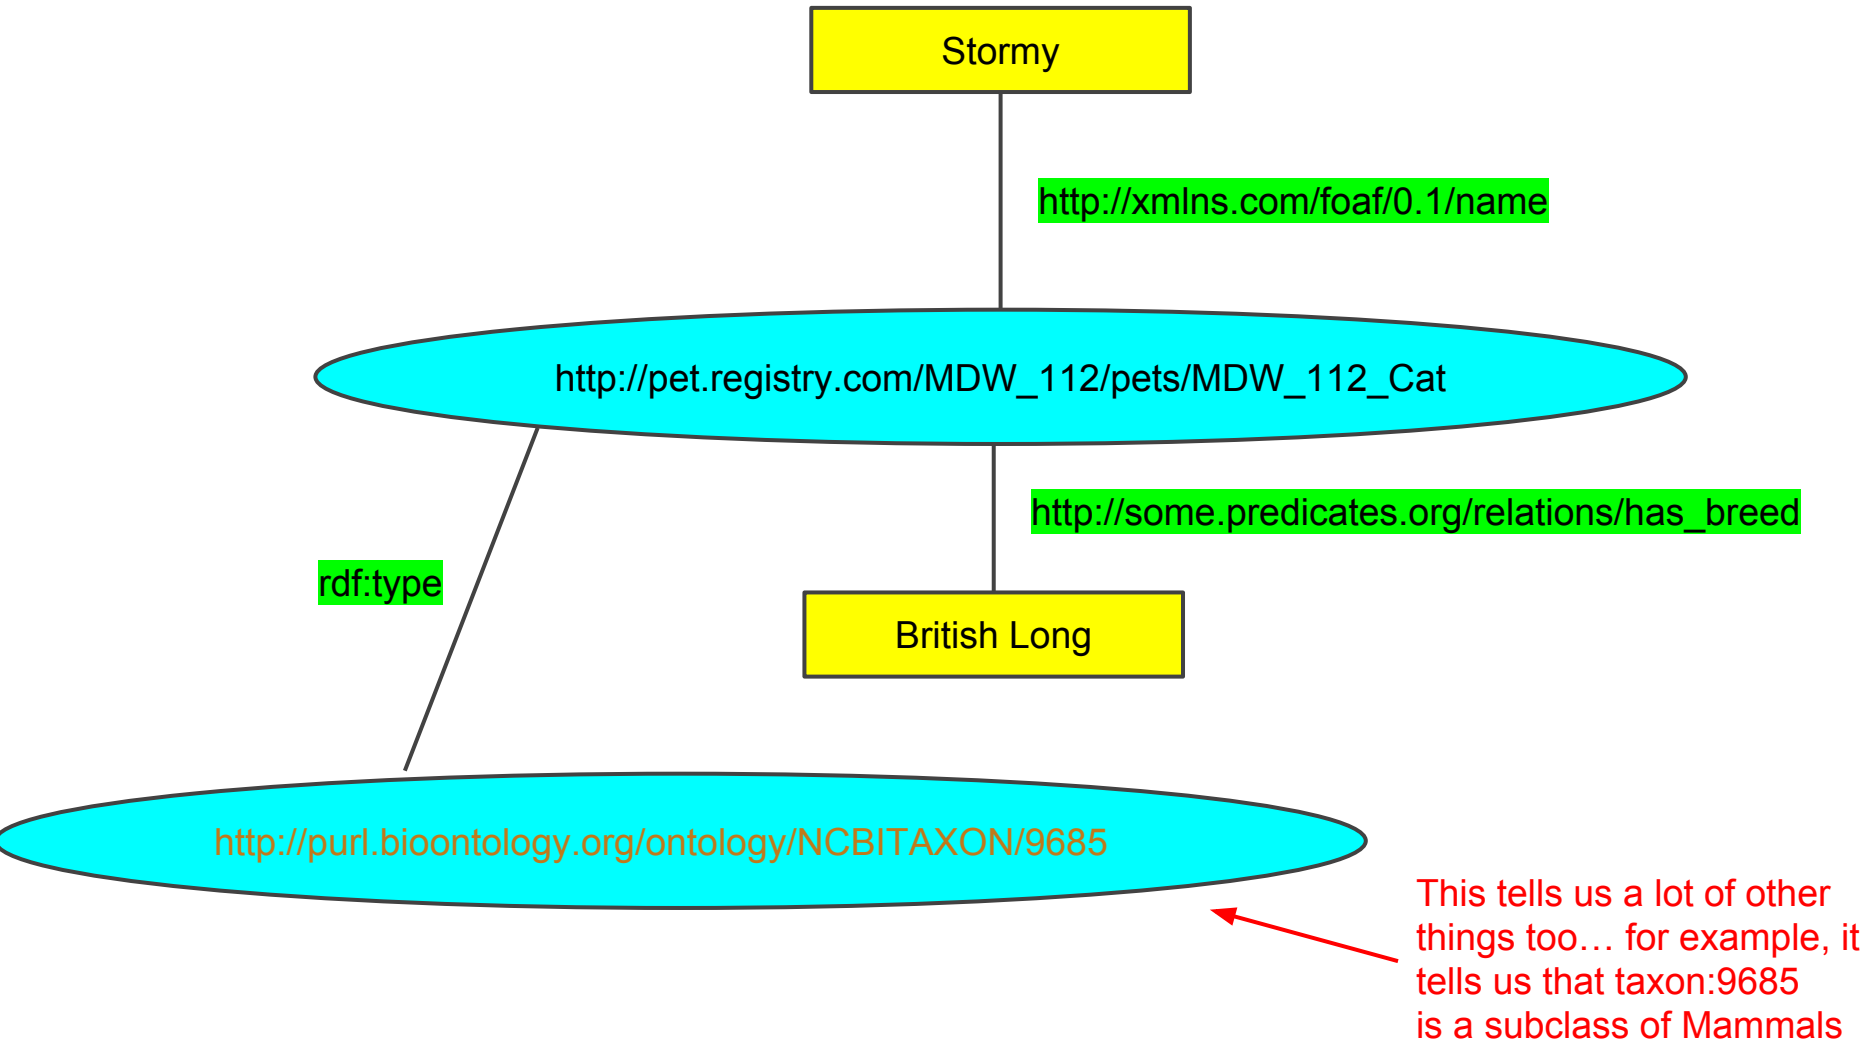 Stormy
http://xmlns.com/foaf/0.1/name
http://pet.registry.com/MDW_112/pets/MDW_112_Cat
http://some.predicates.org/relations/has_breed
rdf:type
British Long
http://purl.bioontology.org/ontology/NCBITAXON/9685
This tells us a lot of other
things too… for example, it
tells us that taxon:9685
is a subclass of Mammals